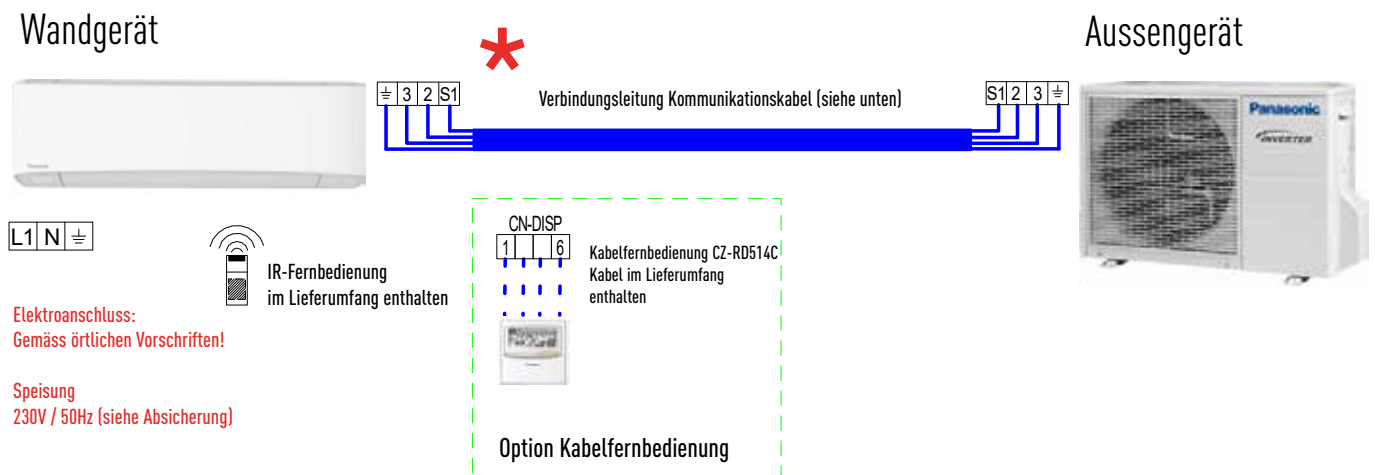 Wandgerät
*
Aussengerät
⏚ 3 2 S1
Verbindungsleitung Kommunikationskabel (siehe unten)
S1 2 3 ⏚
Panasonic
INVERTER
Panasonic
L1 N ⏚
IR-Fernbedienung
im Lieferumfang enthalten
CN-DISP
1 6
Kabelfernbedienung CZ-RD514C
Kabel im Lieferumfang
enthalten
Elektroanschluss:
Gemäss örtlichen Vorschriften!
Speisung
230V / 50Hz (siehe Absicherung)
Option Kabelfernbedienung